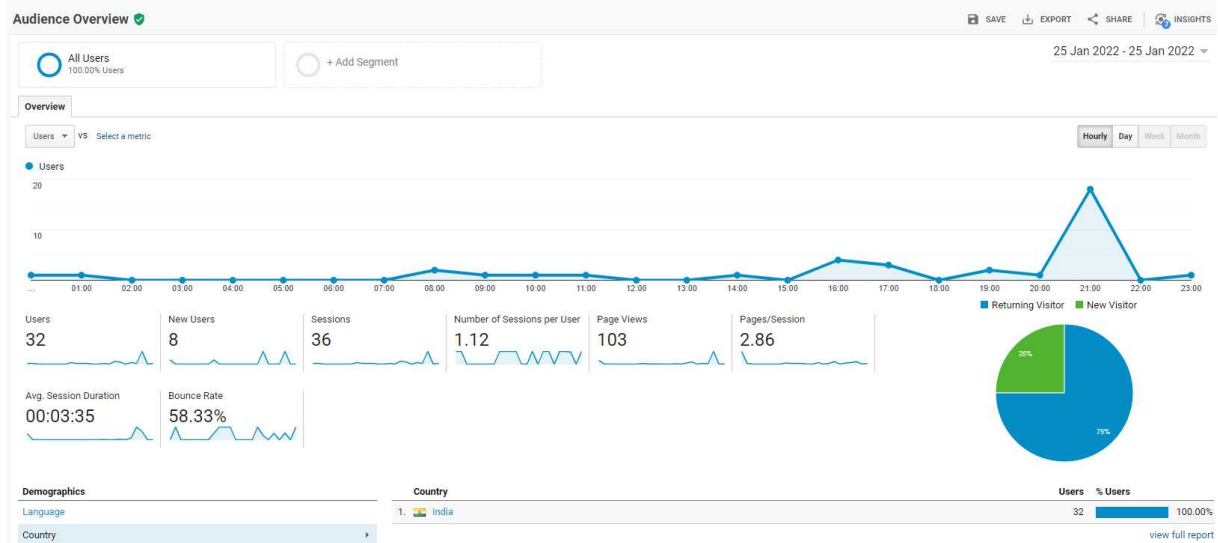 Audience Overview
SAVE EXPORT SHARE INSIGHTS
7
All Users
100.00% Users
+ Add Segment
25 Jan 2022 - 25 Jan 2022
Overview
Users VS Select a metric
Hourly Day Week Month
Users
20
10
... 01:00 02:00 03:00 04:00 05:00 06:00 07:00 08:00 09:00 10:00 11:00 12:00 13:00 14:00 15:00 16:00 17:00 18:00 19:00 20:00 21:00 22:00 23:00
Returning Visitor New Visitor
Users New Users Sessions Number of Sessions per User Page Views Pages/Session
32 8 36 1.12 103 2.86
25%
75%
Avg. Session Duration Bounce Rate
00:03:35 58.33%
Demographics Country Users % Users
Language 1. India 32 100.00%
Country view full report